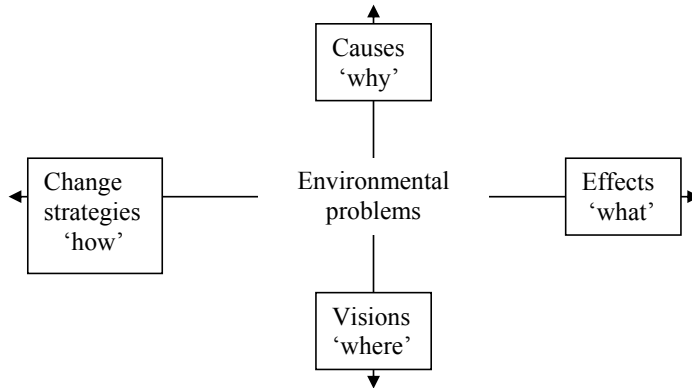 Causes
‘why’
Change
strategies
‘how’
Environmental
problems
Effects
‘what’
Visions
‘where’